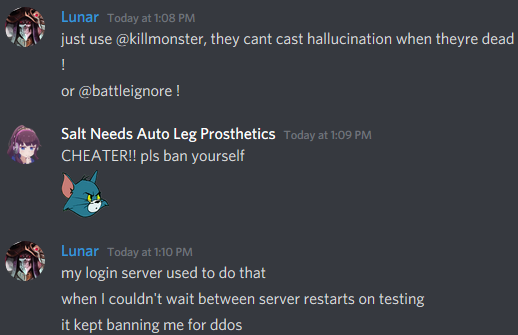 Lunar Today at 1:08 PM
just use @killmonster, they cant cast hallucination when theyre dead
!
or @battleignore !
Salt Needs Auto Leg Prosthetics Today at 1:09 PM
CHEATER!! pls ban yourself
Lunar Today at 1:10 PM
my login server used to do that
when I couldn't wait between server restarts on testing
it kept banning me for ddos